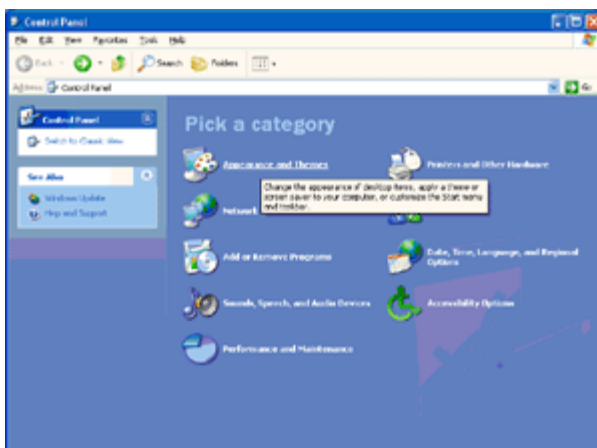 Control Panel
File Edit View Favorites Tools Help
Back Search Folders
Address Control Panel Go
Control Panel
Switch to Classic View
See Also
Windows Update
Help and Support
Pick a category
Appearance and Themes
Printers and Other Hardware
Change the appearance of desktop items, apply a theme or
screen saver to your computer, or customize the Start menu
and taskbar.
Network
Add or Remove Programs
Date, Time, Language, and Regional
Options
Sounds, Speech, and Audio Devices
Accessibility Options
Performance and Maintenance